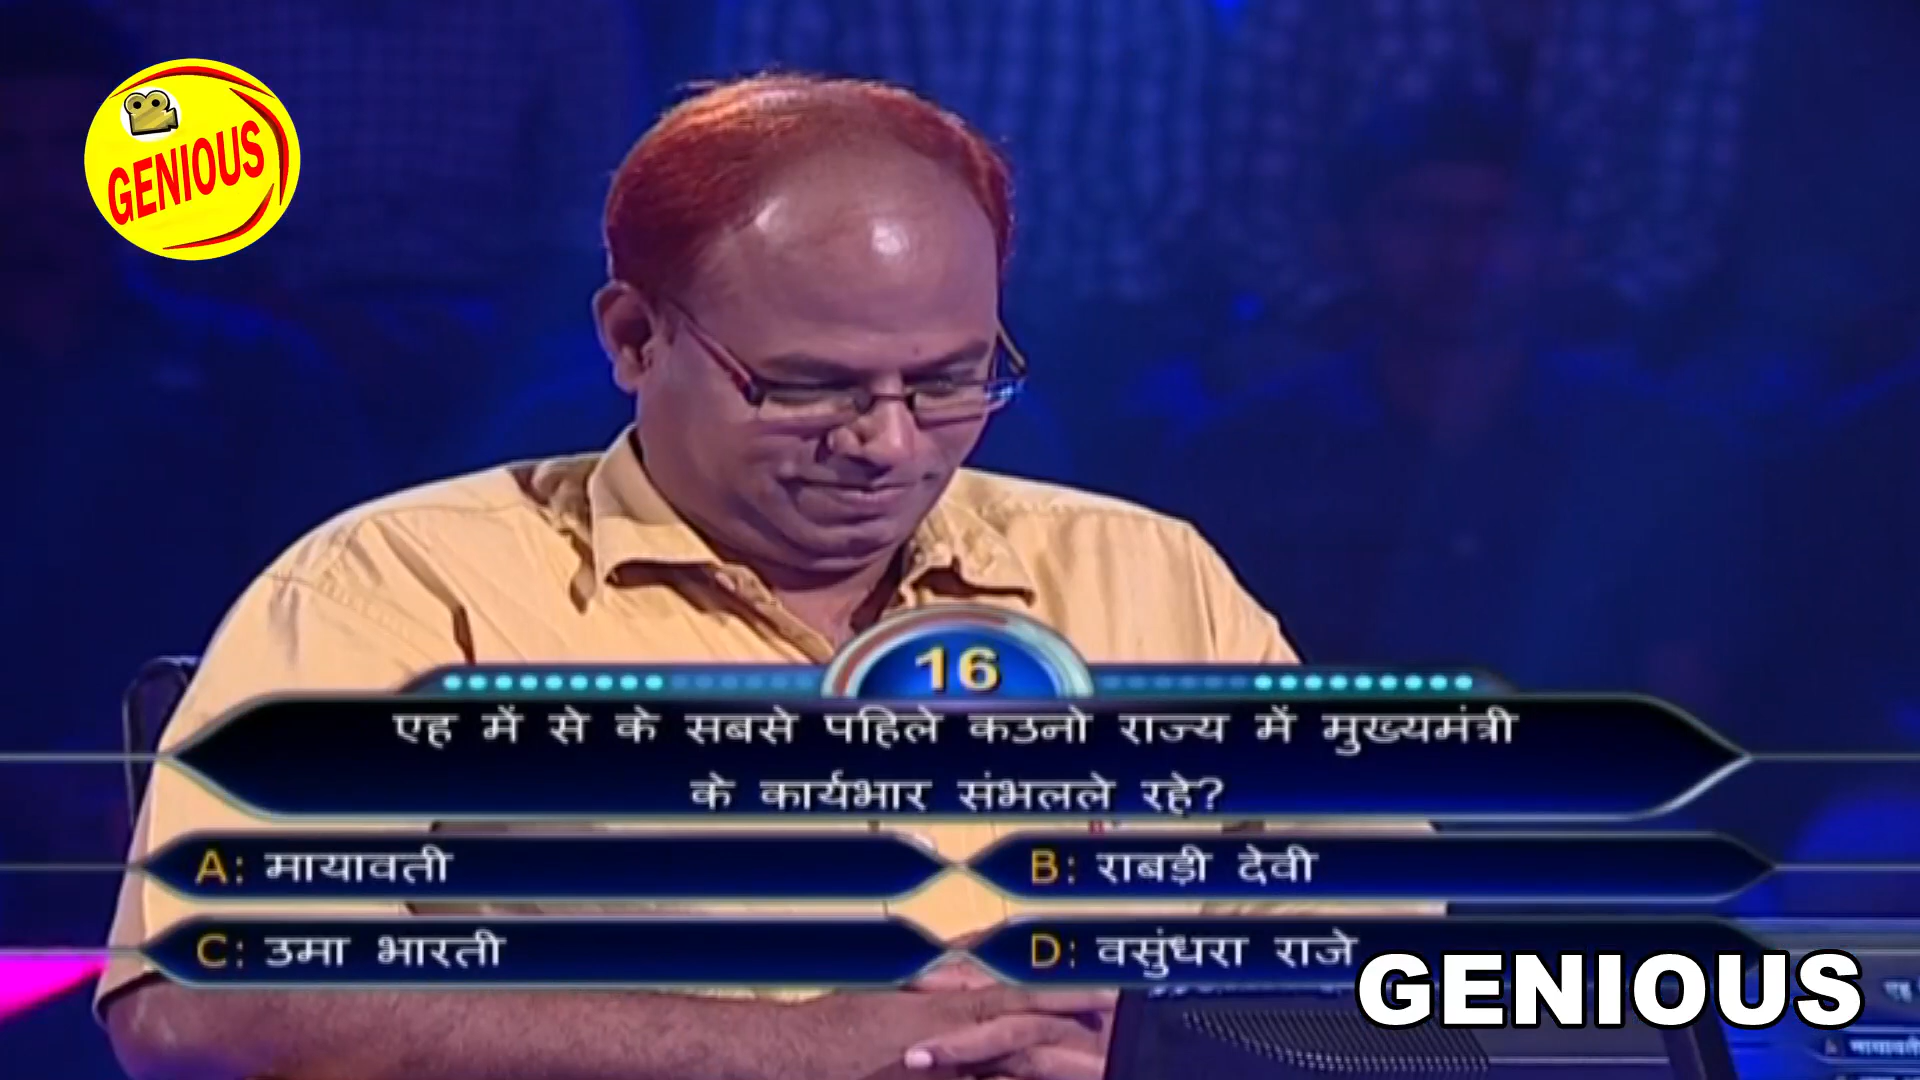 GENIOUS
16
एह में से के सबसे पहिले कउनो राज्य में मुख्यमंत्री
के कार्यभार संभलले रहे?
A: मायावती
B: राबड़ी देवी
C: उमा भारती
D: वसुंधरा राजे
GENIOUS